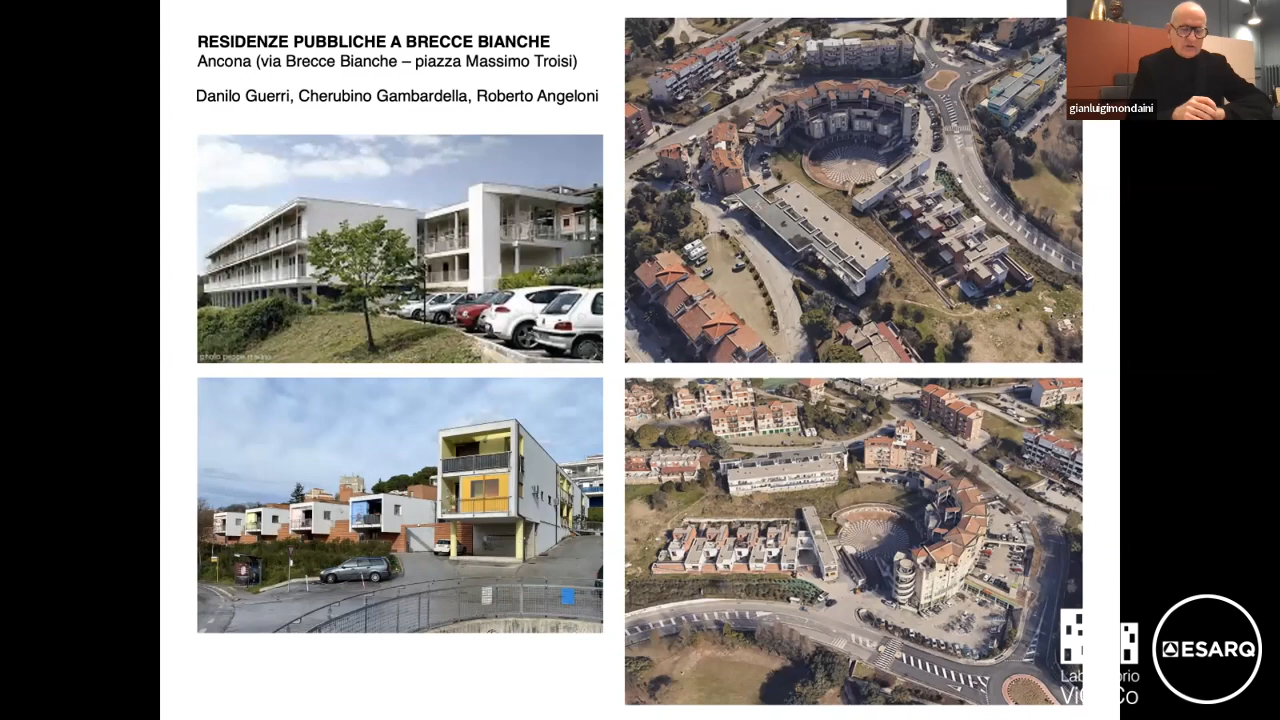 RESIDENZE PUBBLICHE A BRECCE BIANCHE
Ancona (via Brecce Bianche – piazza Massimo Troisi)
Danilo Guerri, Cherubino Gambardella, Roberto Angeloni
gianluigimondaini
ESARQ